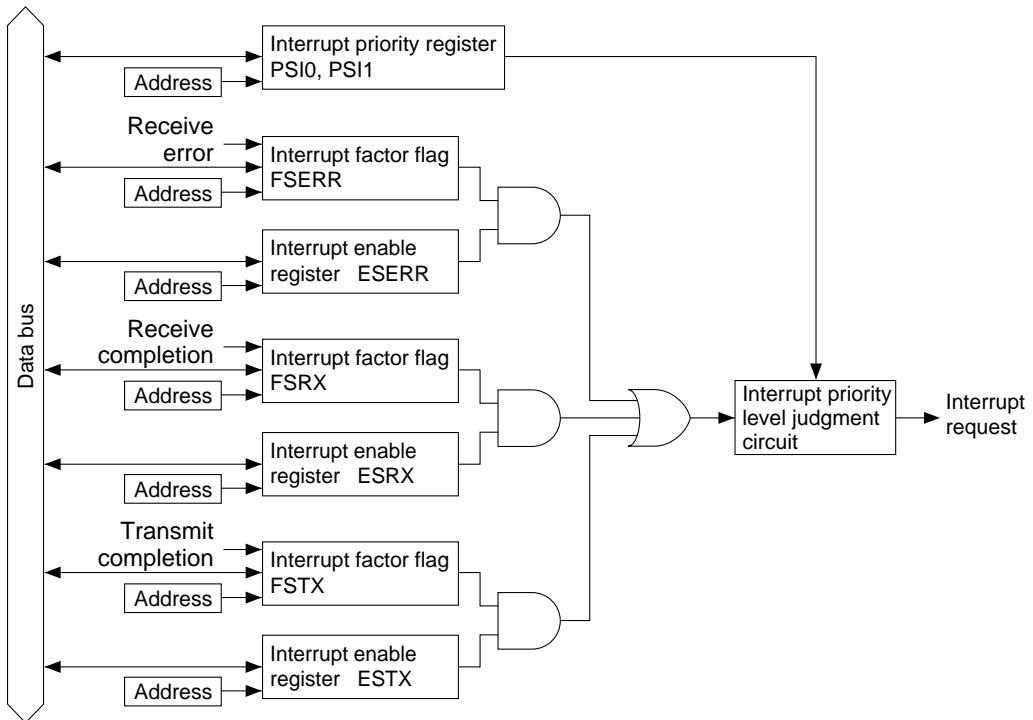 Data bus
Interrupt priority register
PSI0, PSI1
Address
Receive
error
Interrupt factor flag
FSERR
Address
Interrupt enable
register ESERR
Address
Receive
completion
Interrupt factor flag
FSRX
Address
Interrupt enable
register ESRX
Address
Transmit
completion
Interrupt factor flag
FSTX
Address
Interrupt enable
register ESTX
Address
Interrupt priority
level judgment
circuit
Interrupt
request